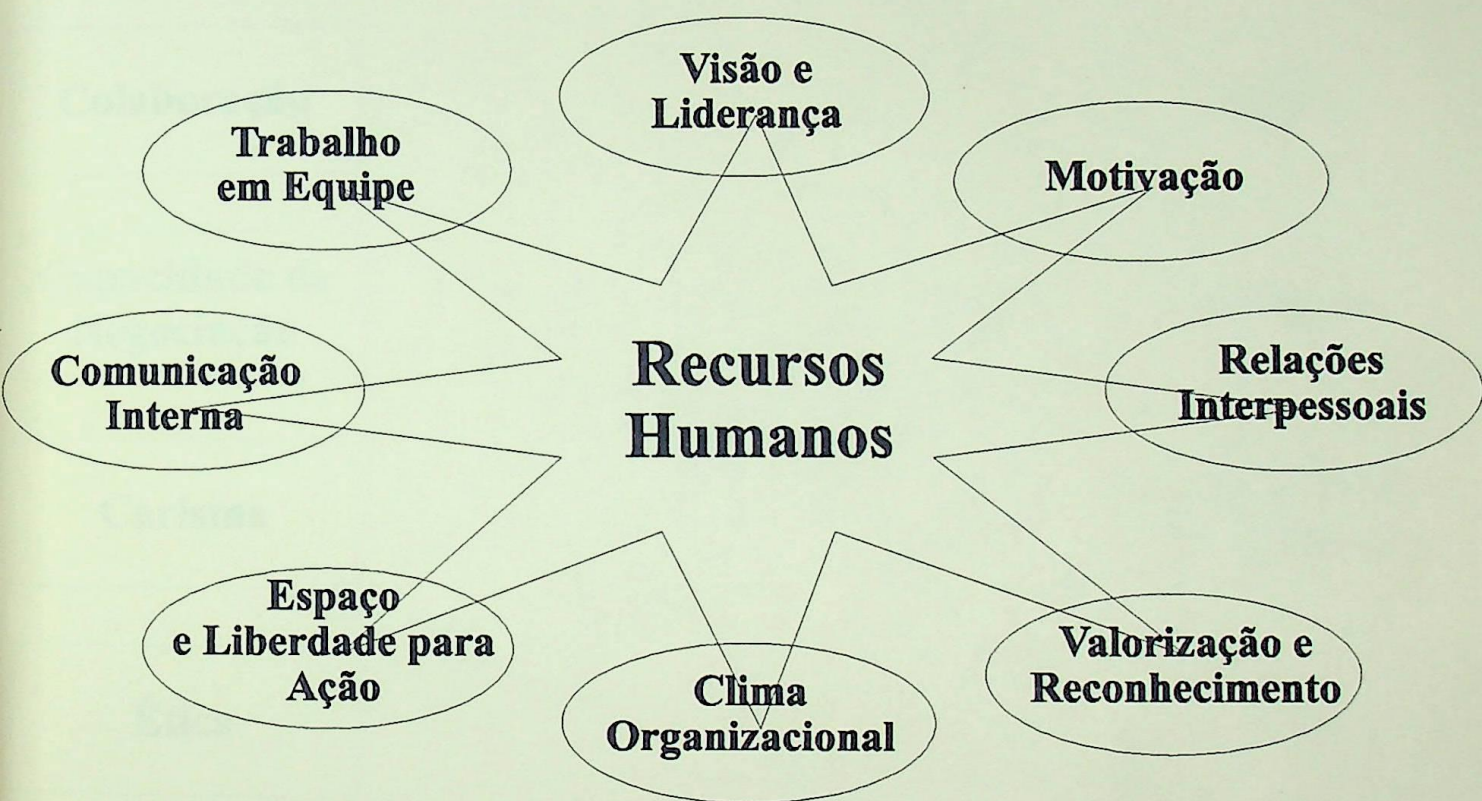 Visão e
Liderança
Trabalho
em Equipe
Motivação
Comunicação
Interna
Recursos
Humanos
Relações
Interpessoais
Espaço
e Liberdade para
Ação
Clima
Organizacional
Valorização e
Reconhecimento